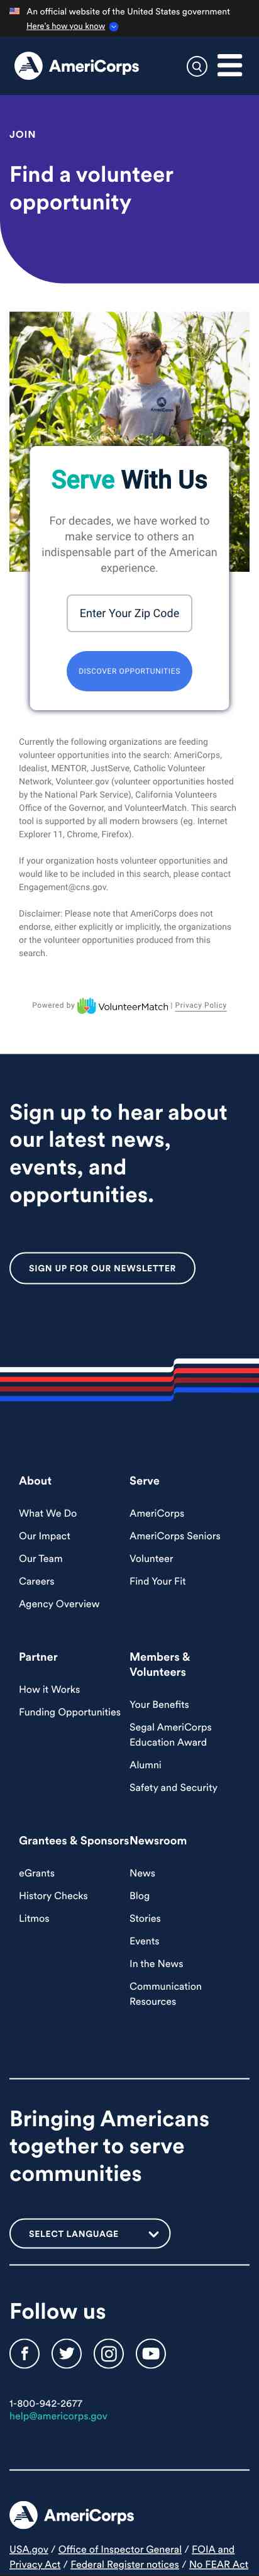 An official website of the United States government
Here's how you know
AmeriCorps
JOIN
Find a volunteer
opportunity
AmeriCorps
Serve With Us
For decades, we have worked to
make service to others an
indispensable part of the American
experience.
Enter Your Zip Code
DISCOVER OPPORTUNITIES
Currently the following organizations are feeding
volunteer opportunities into the search: AmeriCorps,
Idealist, MENTOR, JustServe, Catholic Volunteer
Network, Volunteer.gov (volunteer opportunities hosted
by the National Park Service), California Volunteers
Office of the Governor, and VolunteerMatch. This search
tool is supported by all modern browsers (eg. Internet
Explorer 11, Chrome, Firefox).
If your organization hosts volunteer opportunities and
would like to be included in this search, please contact
Engagement@cns.gov.
Disclaimer: Please note that AmeriCorps does not
endorse, either explicitly or implicitly, the organizations
or the volunteer opportunities produced from this
search.
Powered by VolunteerMatch | Privacy Policy
Sign up to hear about
our latest news,
events, and
opportunities.
SIGN UP FOR OUR NEWSLETTER
About
What We Do
Our Impact
Our Team
Careers
Agency Overview
Serve
AmeriCorps
AmeriCorps Seniors
Volunteer
Find Your Fit
Partner
How it Works
Funding Opportunities
Members &
Volunteers
Your Benefits
Segal AmeriCorps
Education Award
Alumni
Safety and Security
Grantees & Sponsors
eGrants
History Checks
Litmos
Newsroom
News
Blog
Stories
Events
In the News
Communication
Resources
Bringing Americans
together to serve
communities
SELECT LANGUAGE
Follow us
1-800-942-2677
help@americorps.gov
AmeriCorps
USA.gov / Office of Inspector General / FOIA and
Privacy Act / Federal Register notices / No FEAR Act